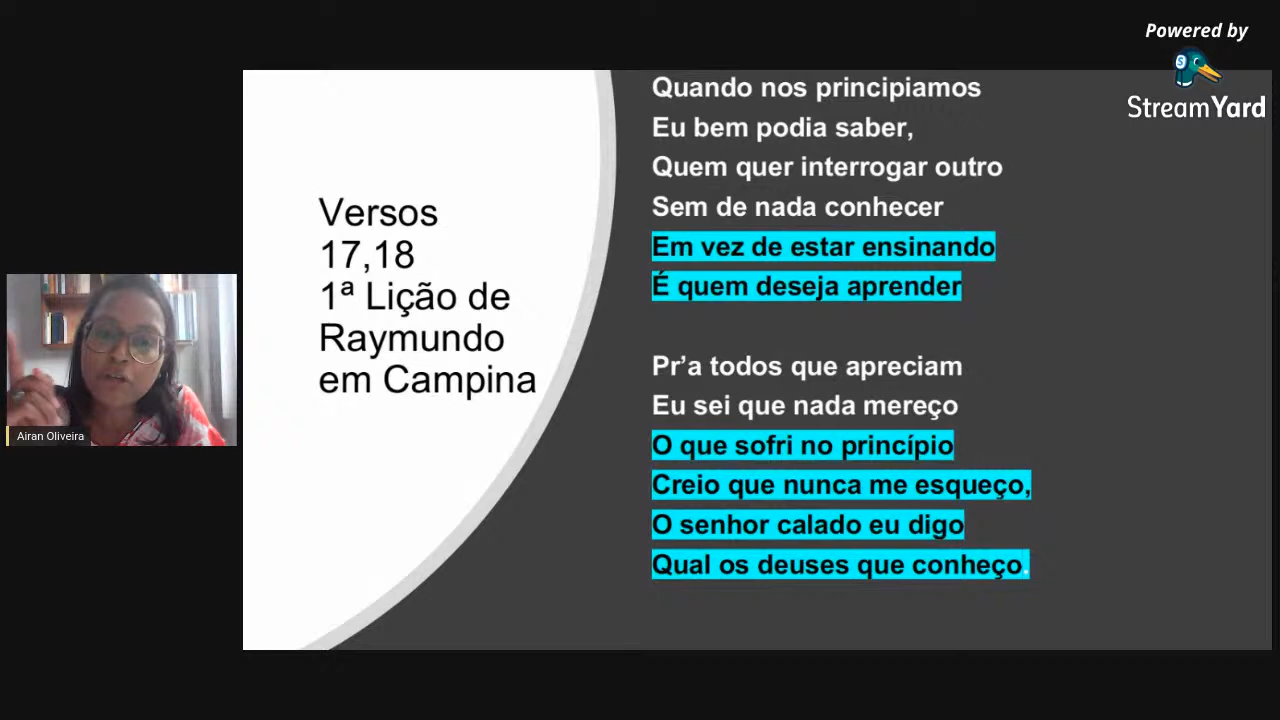 Powered by
StreamYard
Versos
17,18
1ª Lição de
Raymundo
em Campina
Quando nos principiamos
Eu bem podia saber,
Quem quer interrogar outro
Sem de nada conhecer
Em vez de estar ensinando
É quem deseja aprender
Pr’a todos que apreciam
Eu sei que nada mereço
O que sofri no princípio
Creio que nunca me esqueço,
O senhor calado eu digo
Qual os deuses que conheço.
Airan Oliveira